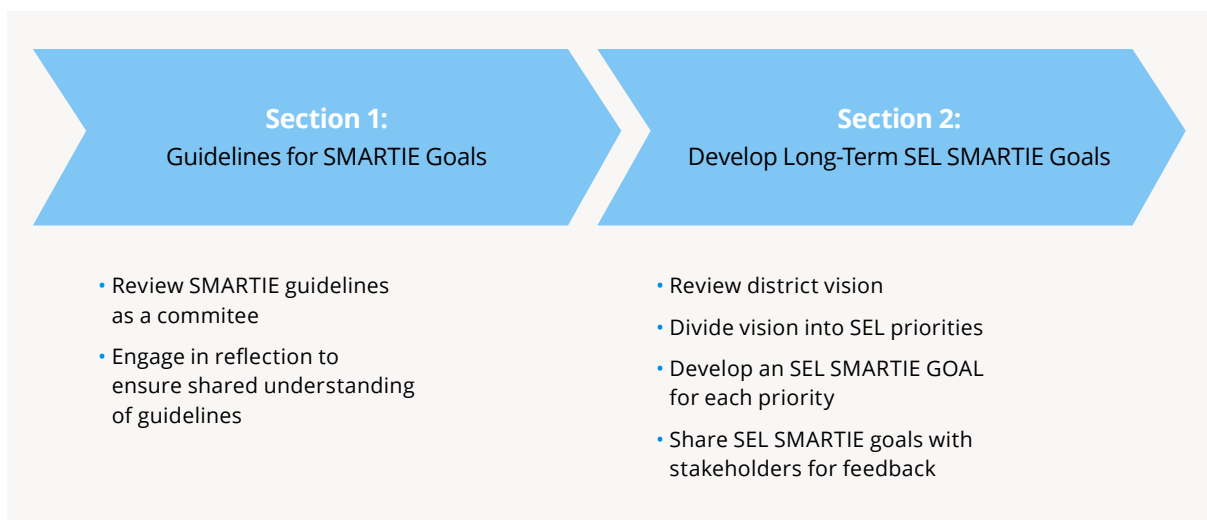 Section 1:
Guidelines for SMARTIE Goals
• Review SMARTIE guidelines
as a commitee
• Engage in reflection to
ensure shared understanding
of guidelines
Section 2:
Develop Long-Term SEL SMARTIE Goals
• Review district vision
• Divide vision into SEL priorities
• Develop an SEL SMARTIE GOAL
for each priority
• Share SEL SMARTIE goals with
stakeholders for feedback